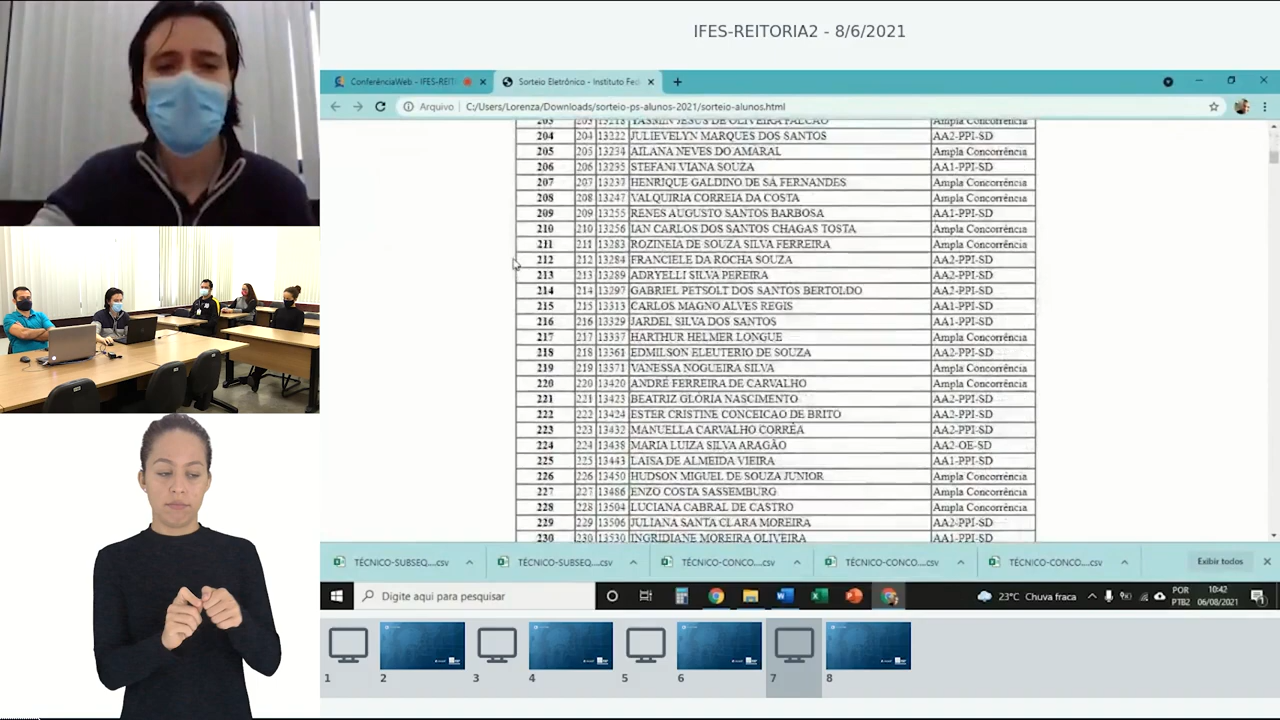 IFES-REITORIA2 - 8/6/2021
ConferênciaWeb - IFES-REIT
Sorteio Eletrônico - Instituto Fed
Arquivo | C:/Users/Lorenza/Downloads/sorteio-ps-alunos-2021/sorteio-alunos.html
203 203 13218 YASMIN JESUS DE OLIVEIRA FALCÃO Ampla Concorrência
204 204 13222 JULIEVELYN MARQUES DOS SANTOS AA2-PPI-SD
205 205 13234 AILANA NEVES DO AMARAL Ampla Concorrência
206 206 13235 STEFANI VIANA SOUZA AA1-PPI-SD
207 207 13237 HENRIQUE GALDINO DE SÁ FERNANDES Ampla Concorrência
208 208 13247 VALQUIRIA CORREIA DA COSTA Ampla Concorrência
209 209 13255 RENES AUGUSTO SANTOS BARBOSA AA1-PPI-SD
210 210 13256 IAN CARLOS DOS SANTOS CHAGAS TOSTA Ampla Concorrência
211 211 13283 ROZINEIA DE SOUZA SILVA FERREIRA Ampla Concorrência
212 212 13284 FRANCIELE DA ROCHA SOUZA AA2-PPI-SD
213 213 13289 ADRYELLI SILVA PEREIRA AA2-PPI-SD
214 214 13297 GABRIEL PETSOLT DOS SANTOS BERTOLDO AA2-PPI-SD
215 215 13313 CARLOS MAGNO ALVES REGIS AA1-PPI-SD
216 216 13329 JARDEL SILVA DOS SANTOS AA1-PPI-SD
217 217 13337 HARTHUR HELMER LONGUE Ampla Concorrência
218 218 13361 EDMILSON ELEUTERIO DE SOUZA AA2-PPI-SD
219 219 13371 VANESSA NOGUEIRA SILVA Ampla Concorrência
220 220 13420 ANDRÉ FERREIRA DE CARVALHO Ampla Concorrência
221 221 13423 BEATRIZ GLÓRIA NASCIMENTO AA2-PPI-SD
222 222 13424 ESTER CRISTINE CONCEICAO DE BRITO AA2-PPI-SD
223 223 13432 MANUELLA CARVALHO CORRÊA AA2-PPI-SD
224 224 13438 MARIA LUIZA SILVA ARAGÃO AA2-OE-SD
225 225 13443 LAISA DE ALMEIDA VIEIRA AA1-PPI-SD
226 226 13450 HUDSON MIGUEL DE SOUZA JUNIOR Ampla Concorrência
227 227 13486 ENZO COSTA SASSEMBURG Ampla Concorrência
228 228 13504 LUCIANA CABRAL DE CASTRO Ampla Concorrência
229 229 13506 JULIANA SANTA CLARA MOREIRA AA2-PPI-SD
230 230 13530 INGRIDIANE MOREIRA OLIVEIRA AA1-PPI-SD
TÉCNICO-SUBSEQ....csv TÉCNICO-SUBSEQ....csv TÉCNICO-CONCO....csv TÉCNICO-CONCO....csv TÉCNICO-CONCO....csv Exibir todos
Digite aqui para pesquisar 23°C Chuva fraca POR PTB2 10:42 06/08/2021
1 2 3 4 5 6 7 8